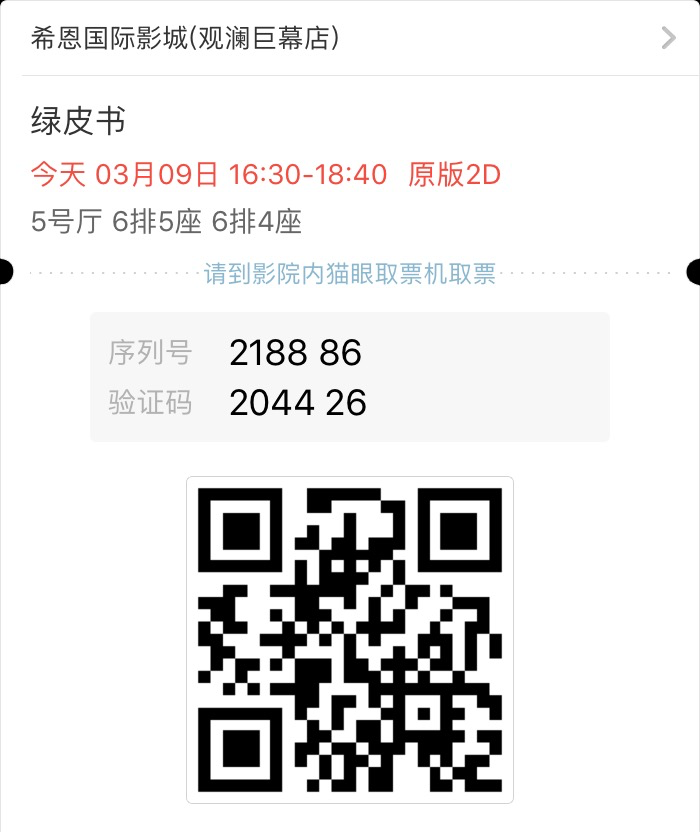 希恩国际影城(观澜巨幕店)
绿皮书
今天 03月09日 16:30-18:40 原版2D
5号厅 6排5座 6排4座
请到影院内猫眼取票机取票
序列号 2188 86
验证码 2044 26